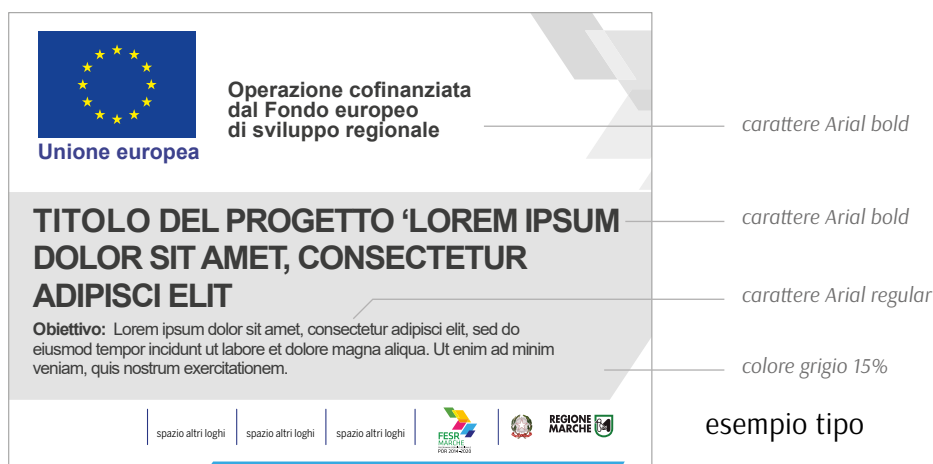 Operazione cofinanziata
dal Fondo europeo
di sviluppo regionale
Unione europea
carattere Arial bold
TITOLO DEL PROGETTO ‘LOREM IPSUM
DOLOR SIT AMET, CONSECTETUR
ADIPISCI ELIT
carattere Arial bold
Obiettivo: Lorem ipsum dolor sit amet, consectetur adipisci elit, sed do
eiusmod tempor incidunt ut labore et dolore magna aliqua. Ut enim ad minim
veniam, quis nostrum exercitationem.
carattere Arial regular
colore grigio 15%
spazio altri loghi
spazio altri loghi
spazio altri loghi
FESR
MARCHE
POR 2014-2020
REGIONE
MARCHE
esempio tipo